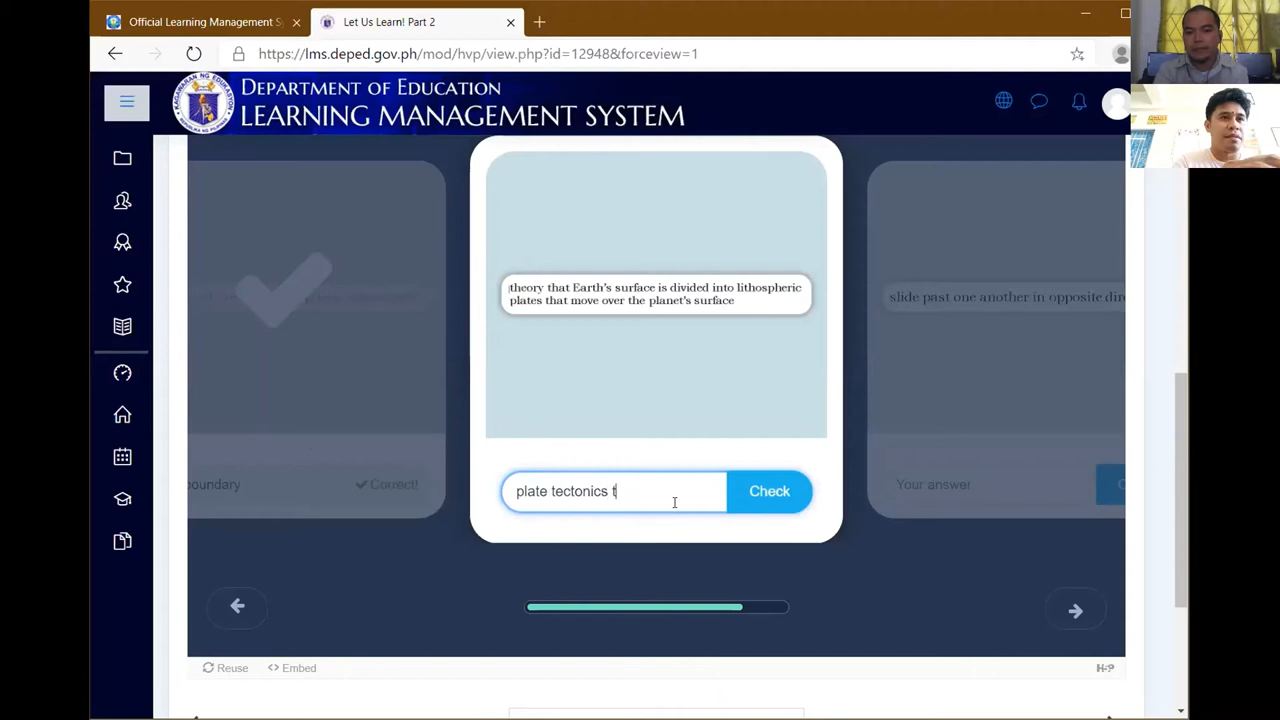 Official Learning Management S
Let Us Learn! Part 2
https://lms.deped.gov.ph/mod/hvp/view.php?id=12948&forceview=1
DEPARTMENT OF EDUCATION
LEARNING MANAGEMENT SYSTEM
theory that Earth's surface is divided into lithospheric
plates that move over the planet's surface
slide past one another in opposite dire
oundary
Correct!
plate tectonics t
Check
Your answer
Reuse
Embed
H-P